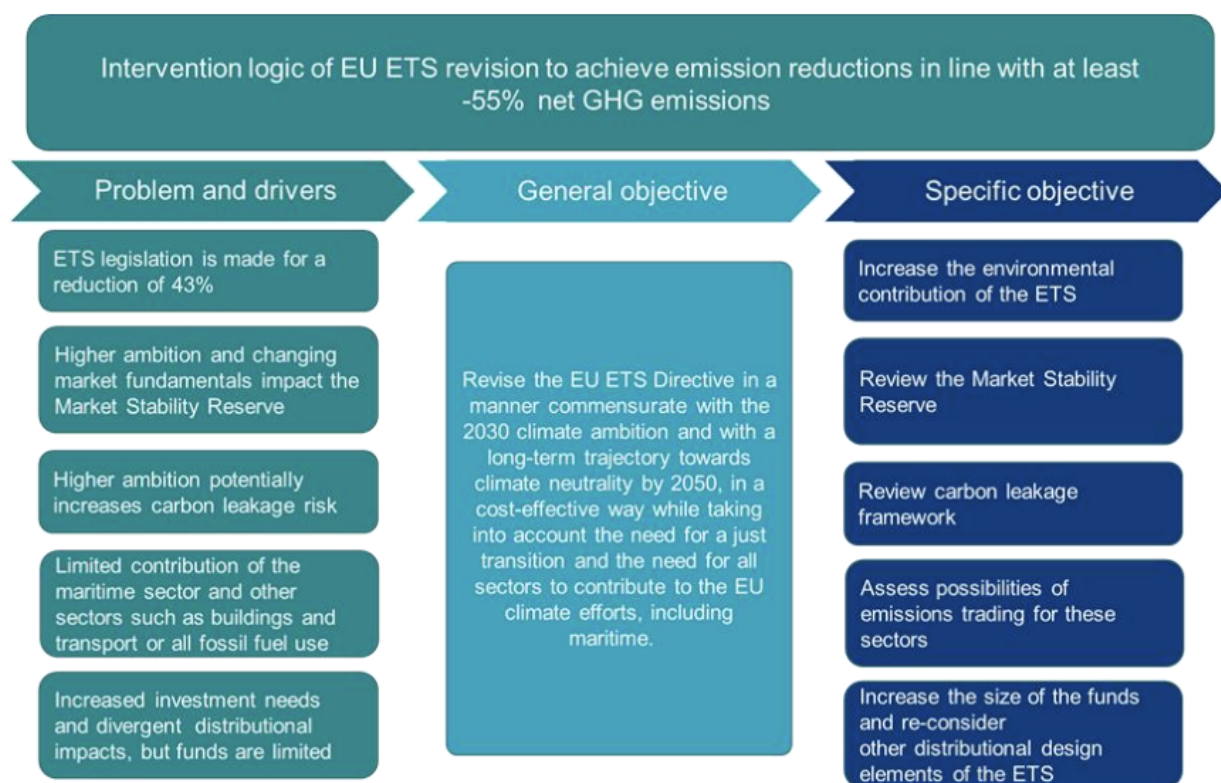 Intervention logic of EU ETS revision to achieve emission reductions in line with at least
-55% net GHG emissions
Problem and drivers
General objective
Specific objective
ETS legislation is made for a
reduction of 43%
Higher ambition and changing
market fundamentals impact the
Market Stability Reserve
Higher ambition potentially
increases carbon leakage risk
Limited contribution of the
maritime sector and other
sectors such as buildings and
transport or all fossil fuel use
Increased investment needs
and divergent distributional
impacts, but funds are limited
Revise the EU ETS Directive in a
manner commensurate with the
2030 climate ambition and with a
long-term trajectory towards
climate neutrality by 2050, in a
cost-effective way while taking
into account the need for a just
transition and the need for all
sectors to contribute to the EU
climate efforts, including
maritime.
Increase the environmental
contribution of the ETS
Review the Market Stability
Reserve
Review carbon leakage
framework
Assess possibilities of
emissions trading for these
sectors
Increase the size of the funds
and re-consider
other distributional design
elements of the ETS